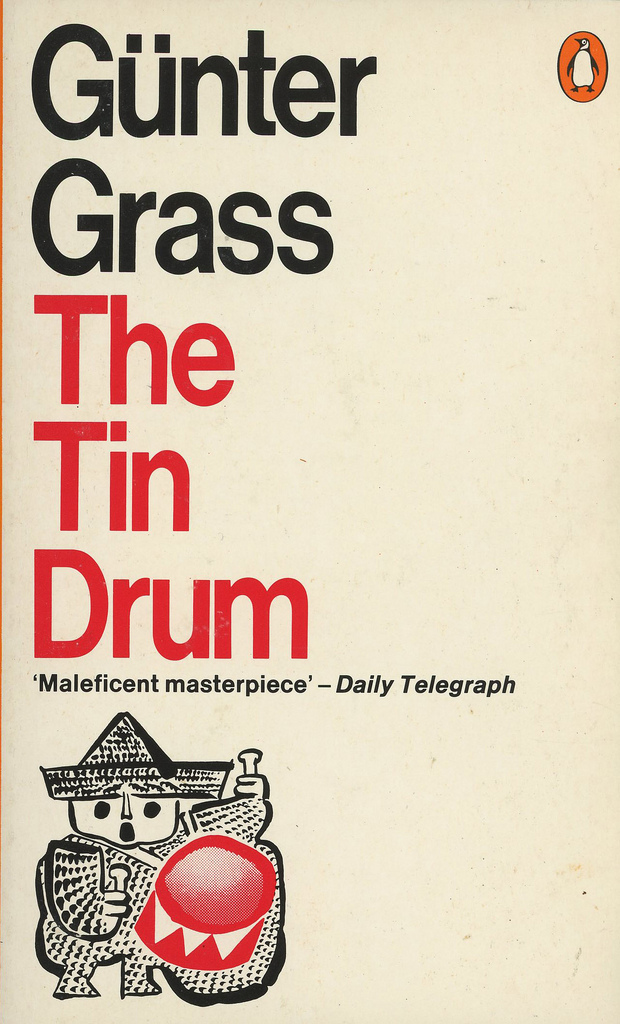 Günter
Grass
The
Tin
Drum
‘Maleficent masterpiece’ – Daily Telegraph